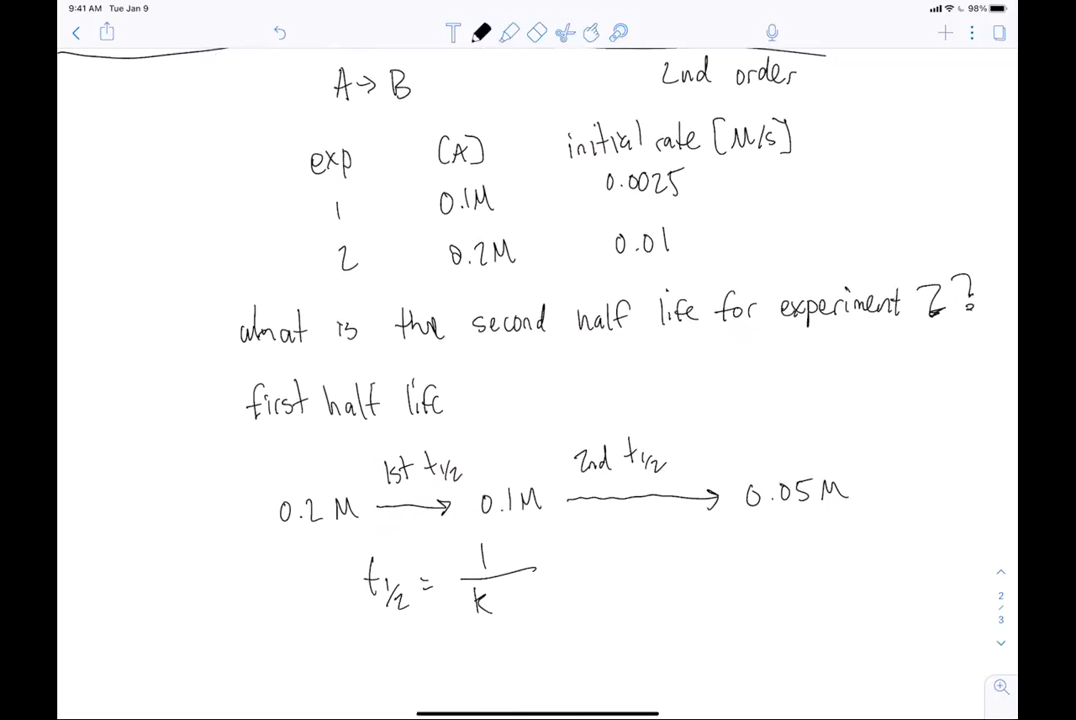 9:41 AM Tue Jan 9
98%
2nd order
A → B
exp [A] initial rate [M/s]
1 0.1M 0.0025
2 0.2M 0.01
what is the second half life for experiment 2?
first half life
1st t1/2 2nd t1/2
0.2 M → 0.1M → 0.05 M
t1/2 = 1/k
2
/
3